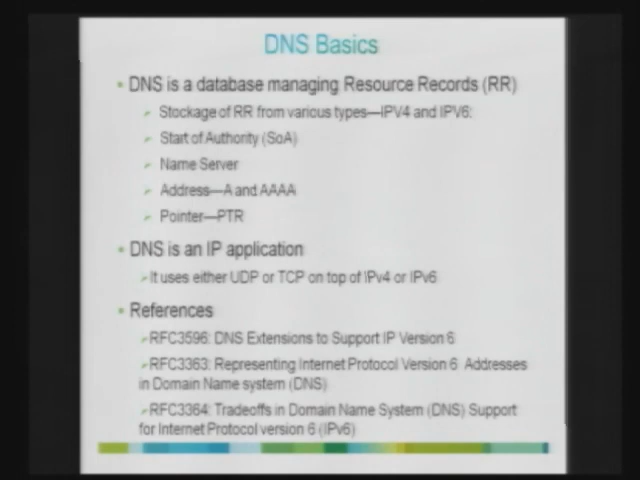 DNS Basics
DNS is a database managing Resource Records (RR)
Stockage of RR from various types—IPV4 and IPV6:
Start of Authority (SoA)
Name Server
Address—A and AAAA
Pointer—PTR
DNS is an IP application
It uses either UDP or TCP on top of IPv4 or IPv6
References
RFC3596: DNS Extensions to Support IP Version 6
RFC3363: Representing Internet Protocol Version 6 Addresses
in Domain Name system (DNS)
RFC3364: Tradeoffs in Domain Name System (DNS) Support
for Internet Protocol version 6 (IPv6)